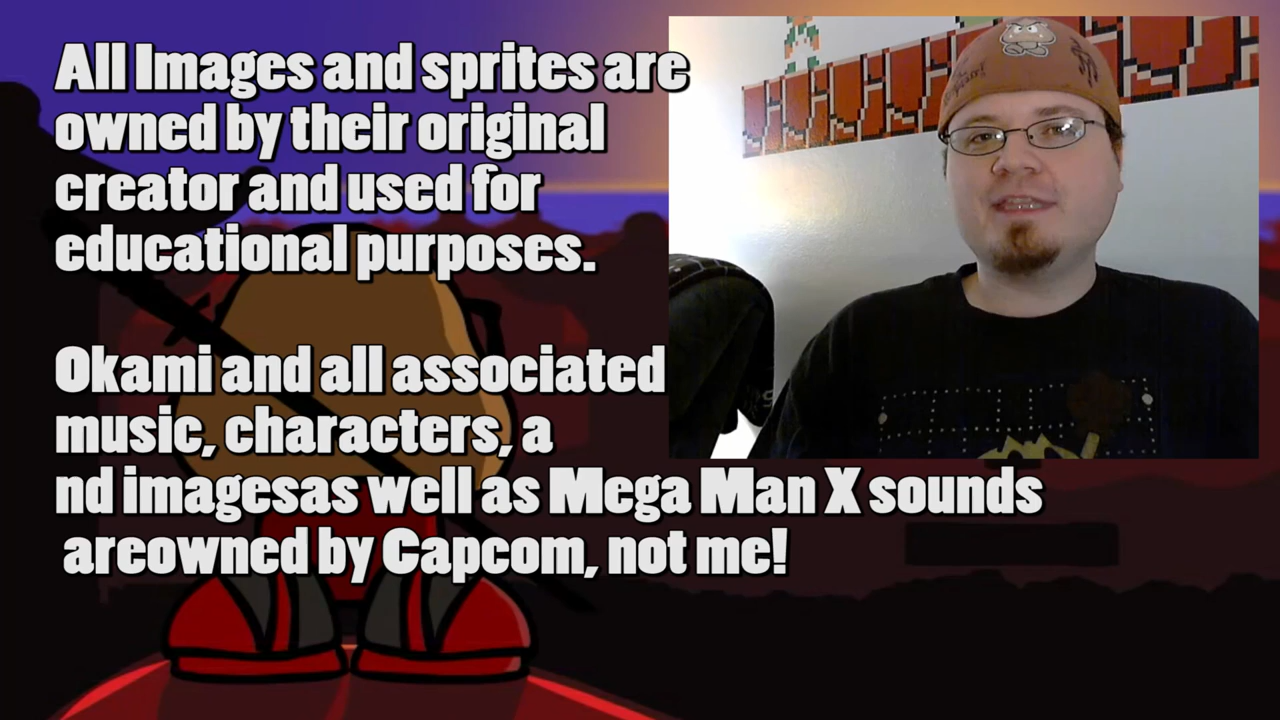 All Images and sprites are
owned by their original
creator and used for
educational purposes.
Okami and all associated
music, characters, a
nd imagesas well as Mega Man X sounds
areowned by Capcom, not me!